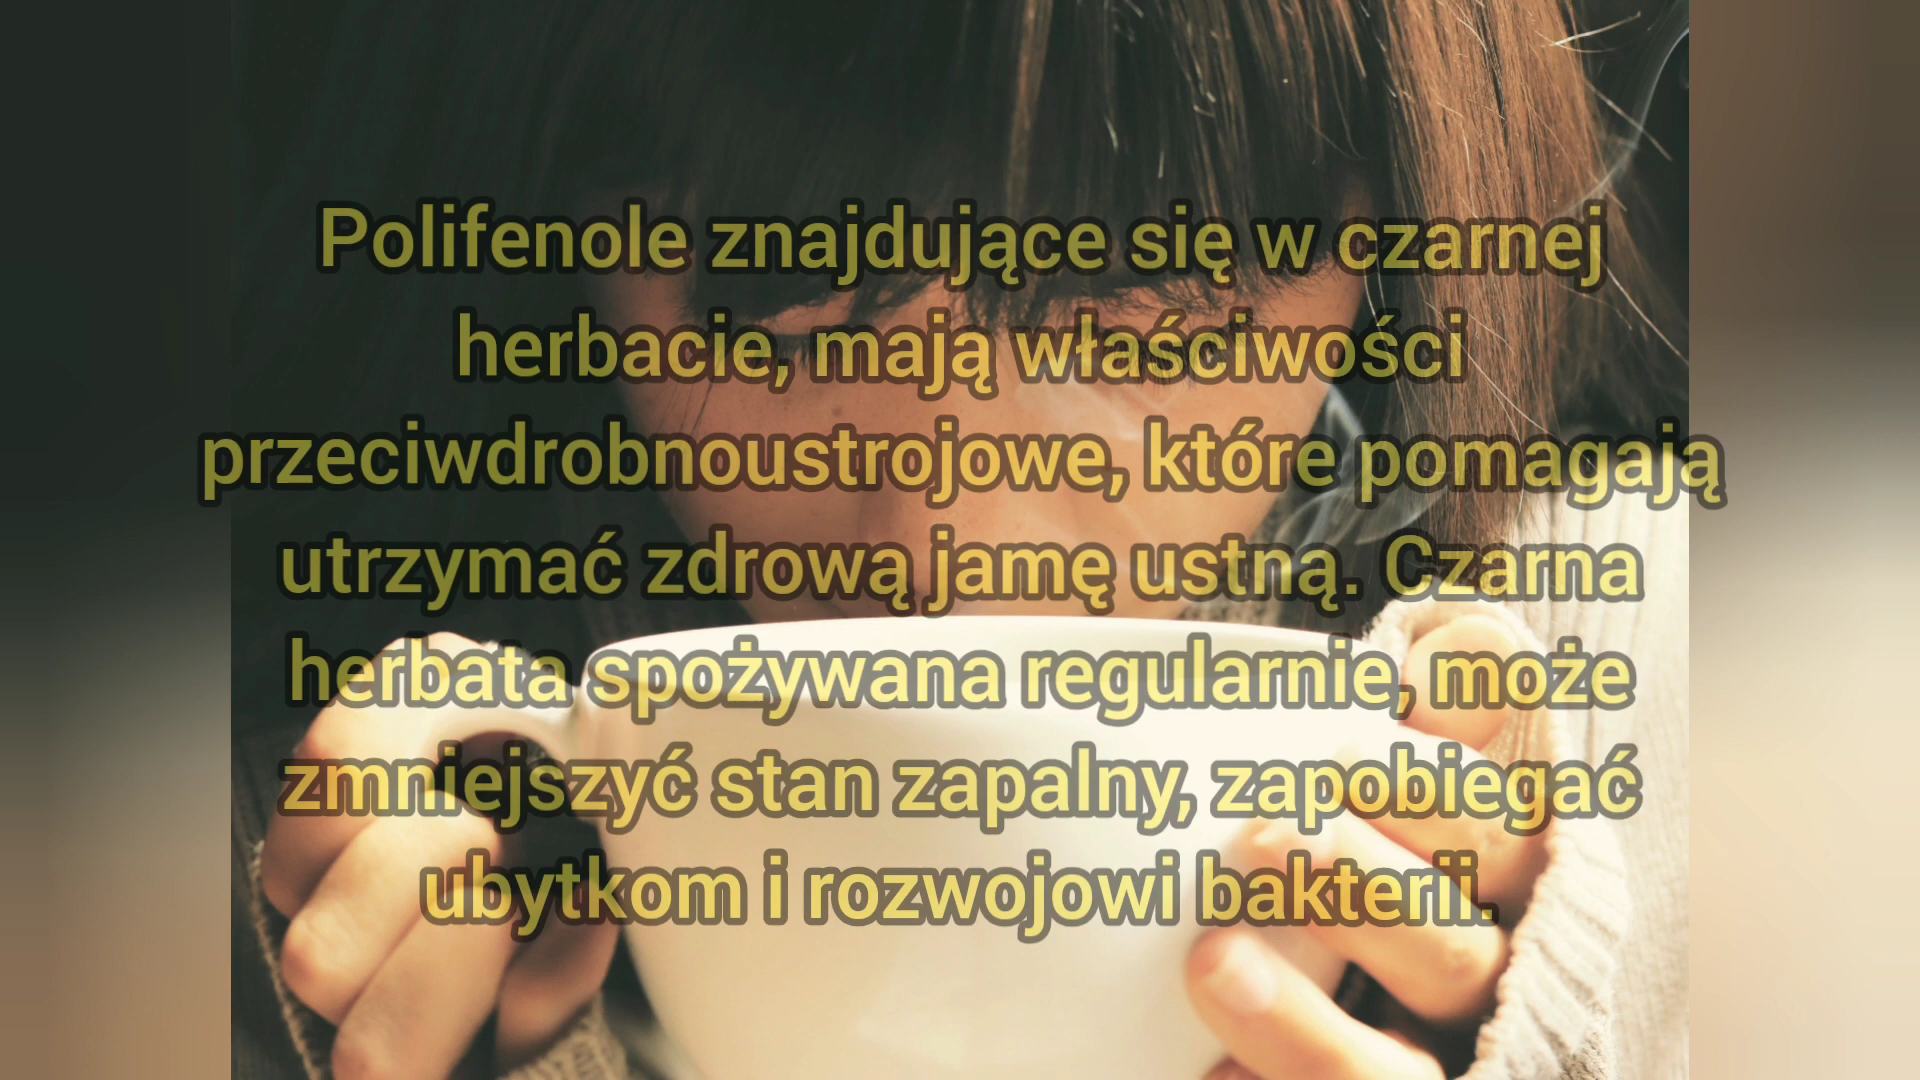 Polifenole znajdujące się w czarnej
herbacie, mają właściwości
przeciwdrobnoustrojowe, które pomagają
utrzymać zdrową jamę ustną. Czarna
herbata spożywana regularnie, może
zmniejszyć stan zapalny, zapobiegać
ubytkom i rozwojowi bakterii.